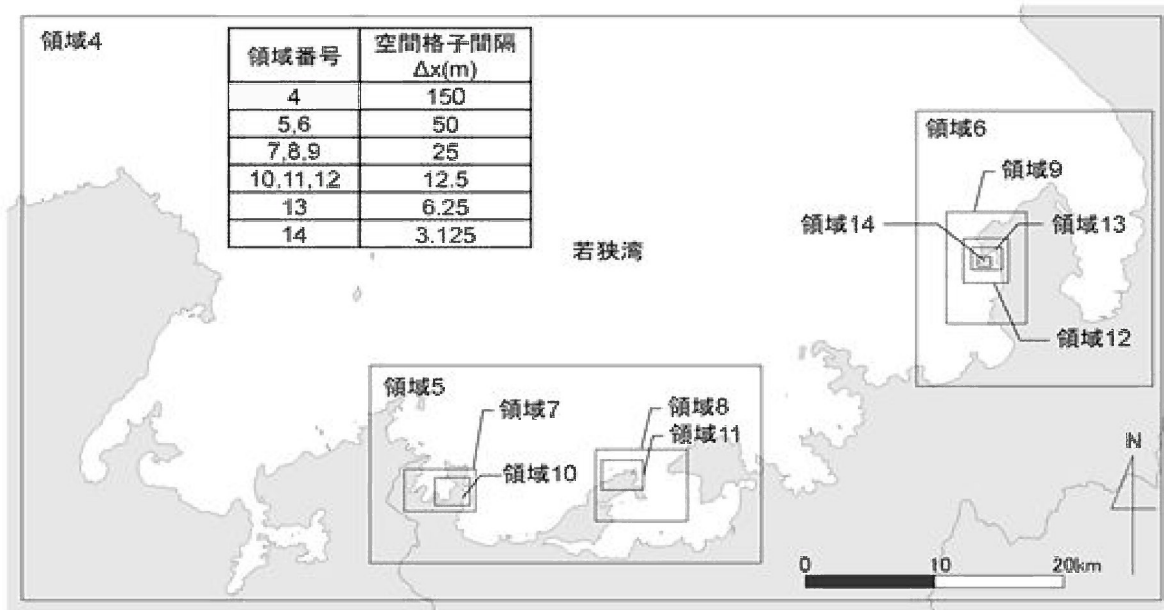 領域4
領域番号 空間格子間隔
Δx(m)
4 150
5,6 50
7,8,9 25
10,11,12 12.5
13 6.25
14 3.125
若狭湾
領域6
領域9
領域14 領域13
領域12
領域5
領域7
領域8
領域11
領域10
N
0 10 20km